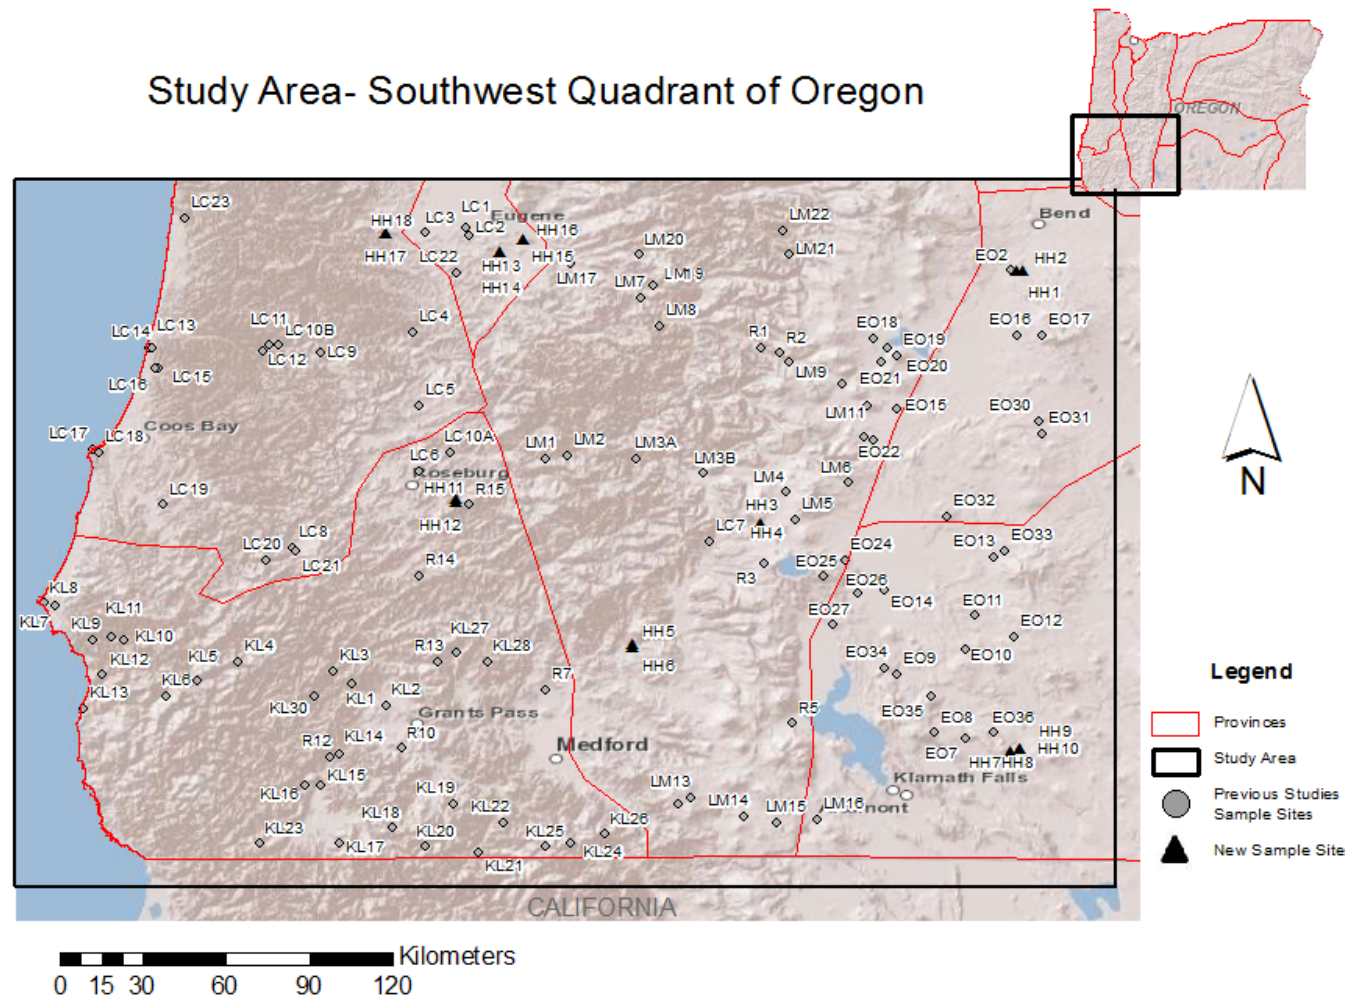 Study Area- Southwest Quadrant of Oregon
OREGON
LC23
HH18
LC3
LC1
Eugene
LC2
HH16
LM22
Bend
HH17
LC22
HH13
HH15
LM17
LM20
LM21
EO2
HH2
HH14
LM7
LM19
HH1
LC14
LC13
LC11
LC10B
LC4
LM8
R1
R2
EO18
EO19
EO16
EO17
LC12
LC9
LC16
LC15
LM9
EO21
EO20
LC5
LM11
EO15
EO30
EO31
LC17
LC18
Coos Bay
LC10A
LM1
LM2
LM3A
EO22
LC6
Roseburg
LM3B
LM4
LM6
LC19
HH11
R15
HH3
LM5
EO32
HH12
HH4
LC8
LC20
LC21
LC7
EO24
EO13
EO33
R14
R3
EO25
EO26
EO14
KL8
KL7
KL11
KL9
KL10
EO27
EO11
EO12
HH5
HH6
KL12
KL5
KL4
R13
KL27
KL28
EO34
EO9
EO10
KL13
KL6
KL3
R7
KL30
KL1
KL2
EO35
R5
EO8
EO36
HH9
Grants Pass
EO7
HH10
R12
KL14
R10
Medford
HH7
HH8
KL16
KL15
KL19
LM13
Klamath Falls
KL18
KL22
LM14
LM15
LM16
KL23
KL17
KL20
KL25
KL26
KL21
KL24
CALIFORNIA
N
Legend
Provinces
Study Area
Previous Studies
Sample Sites
New Sample Site
Kilometers
0 15 30 60 90 120